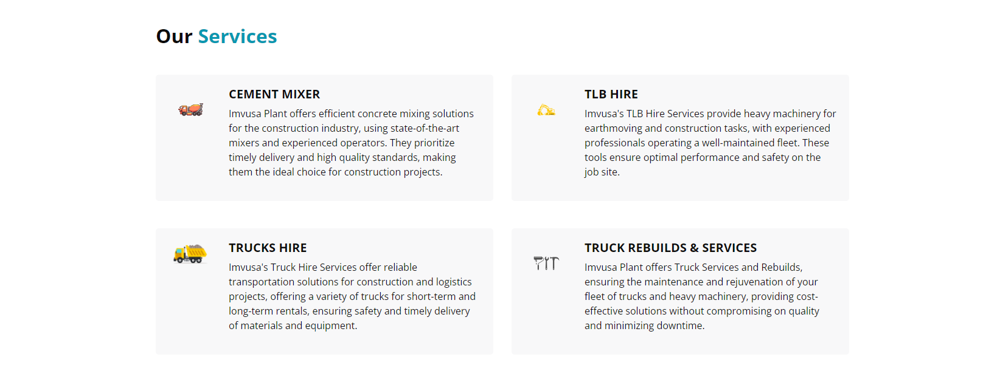 Our Services
CEMENT MIXER
Imvusa Plant offers efficient concrete mixing solutions
for the construction industry, using state-of-the-art
mixers and experienced operators. They prioritize
timely delivery and high quality standards, making
them the ideal choice for construction projects.
TLB HIRE
Imvusa's TLB Hire Services provide heavy machinery for
earthmoving and construction tasks, with experienced
professionals operating a well-maintained fleet. These
tools ensure optimal performance and safety on the
job site.
TRUCKS HIRE
Imvusa's Truck Hire Services offer reliable
transportation solutions for construction and logistics
projects, offering a variety of trucks for short-term and
long-term rentals, ensuring safety and timely delivery
of materials and equipment.
TRUCK REBUILDS & SERVICES
Imvusa Plant offers Truck Services and Rebuilds,
ensuring the maintenance and rejuvenation of your
fleet of trucks and heavy machinery, providing cost-
effective solutions without compromising on quality
and minimizing downtime.